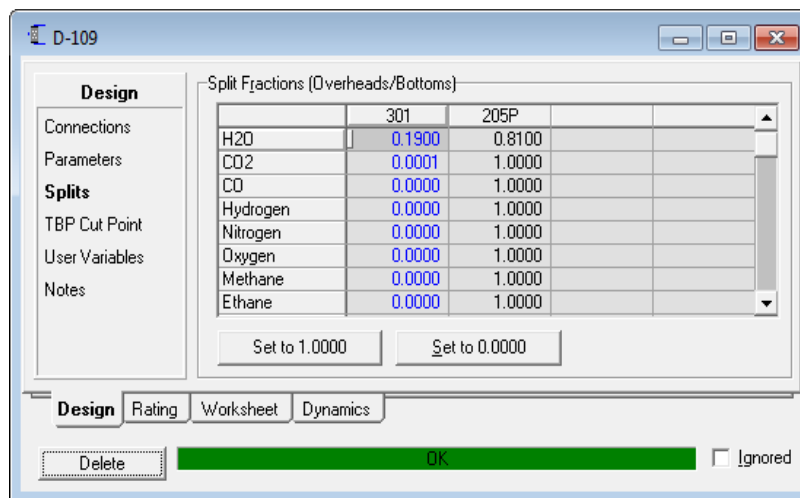 D-109
Design
Connections
Parameters
Splits
TBP Cut Point
User Variables
Notes
Split Fractions (Overheads/Bottoms)
301 205P
H2O 0.1900 0.8100
CO2 0.0001 1.0000
CO 0.0000 1.0000
Hydrogen 0.0000 1.0000
Nitrogen 0.0000 1.0000
Oxygen 0.0000 1.0000
Methane 0.0000 1.0000
Ethane 0.0000 1.0000
Set to 1.0000 Set to 0.0000
Design Rating Worksheet Dynamics
Delete OK Ignored